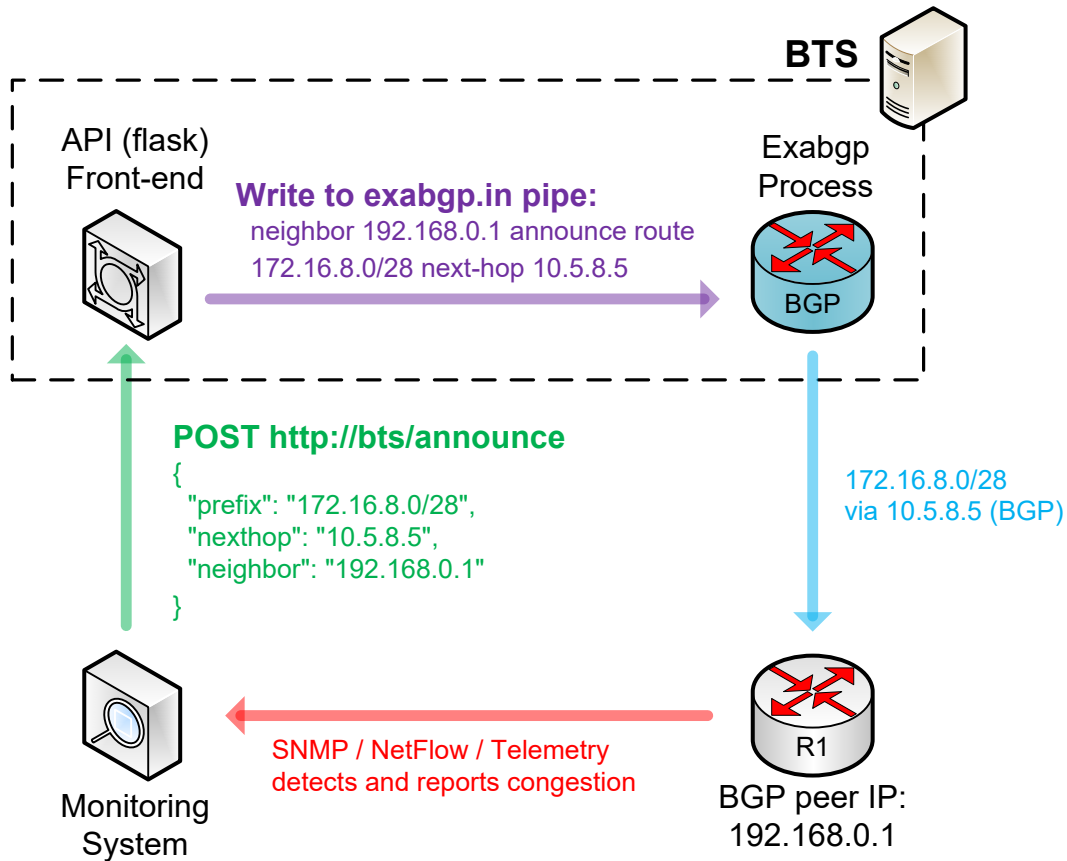 BTS
API (flask)
Front-end
Exabgp
Process
Write to exabgp.in pipe:
neighbor 192.168.0.1 announce route
172.16.8.0/28 next-hop 10.5.8.5
BGP
POST http://bts/announce
{
"prefix": "172.16.8.0/28",
"nexthop": "10.5.8.5",
"neighbor": "192.168.0.1"
}
172.16.8.0/28
via 10.5.8.5 (BGP)
SNMP / NetFlow / Telemetry
detects and reports congestion
R1
Monitoring
System
BGP peer IP:
192.168.0.1